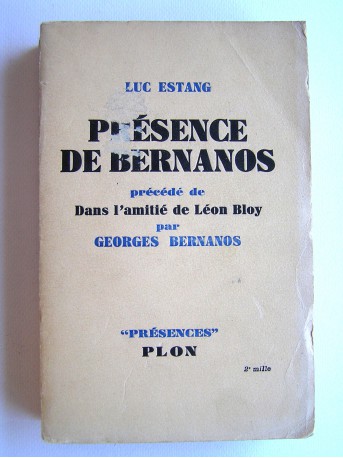 LUC ESTANG
PRÉSENCE
DE BERNANOS
précédé de
Dans l'amitié de Léon Bloy
par
GEORGES BERNANOS
“PRÉSENCES”
PLON
2e mille